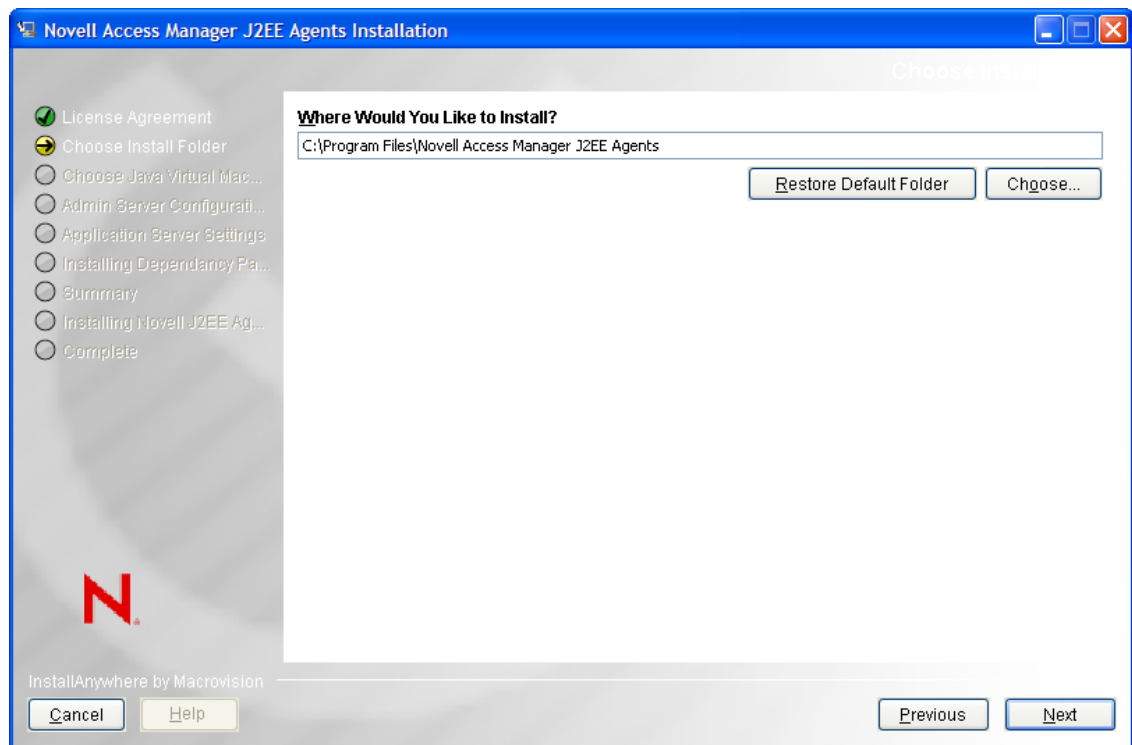 Novell Access Manager J2EE Agents Installation
Choose
License Agreement
Choose Install Folder
Choose Java Virtual Mac...
Admin Server Configurati...
Application Server Settings
Installing Dependancy Pa...
Summary
Installing Novell J2EE Ag...
Complete
Where Would You Like to Install?
C:\Program Files\Novell Access Manager J2EE Agents
Restore Default Folder
Choose...
N
InstallAnywhere by Macrovision
Cancel
Help
Previous
Next